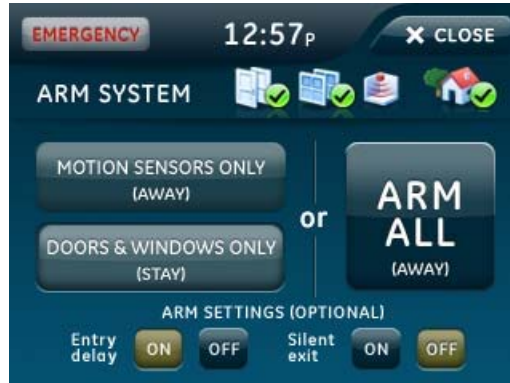 EMERGENCY
12:57P
X CLOSE
ARM SYSTEM
MOTION SENSORS ONLY
(AWAY)
DOORS & WINDOWS ONLY
(STAY)
or
ARM
ALL
(AWAY)
ARM SETTINGS (OPTIONAL)
Entry
delay
ON
OFF
Silent
exit
ON
OFF